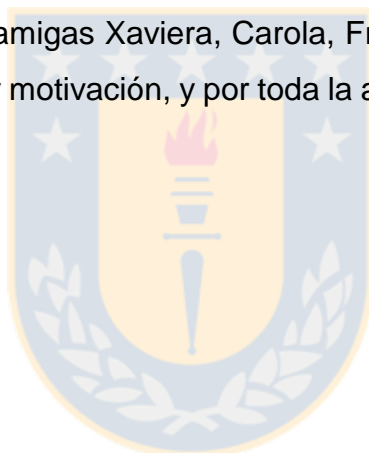 amigas Xaviera, Carola, Fr
motivación, y por toda la a